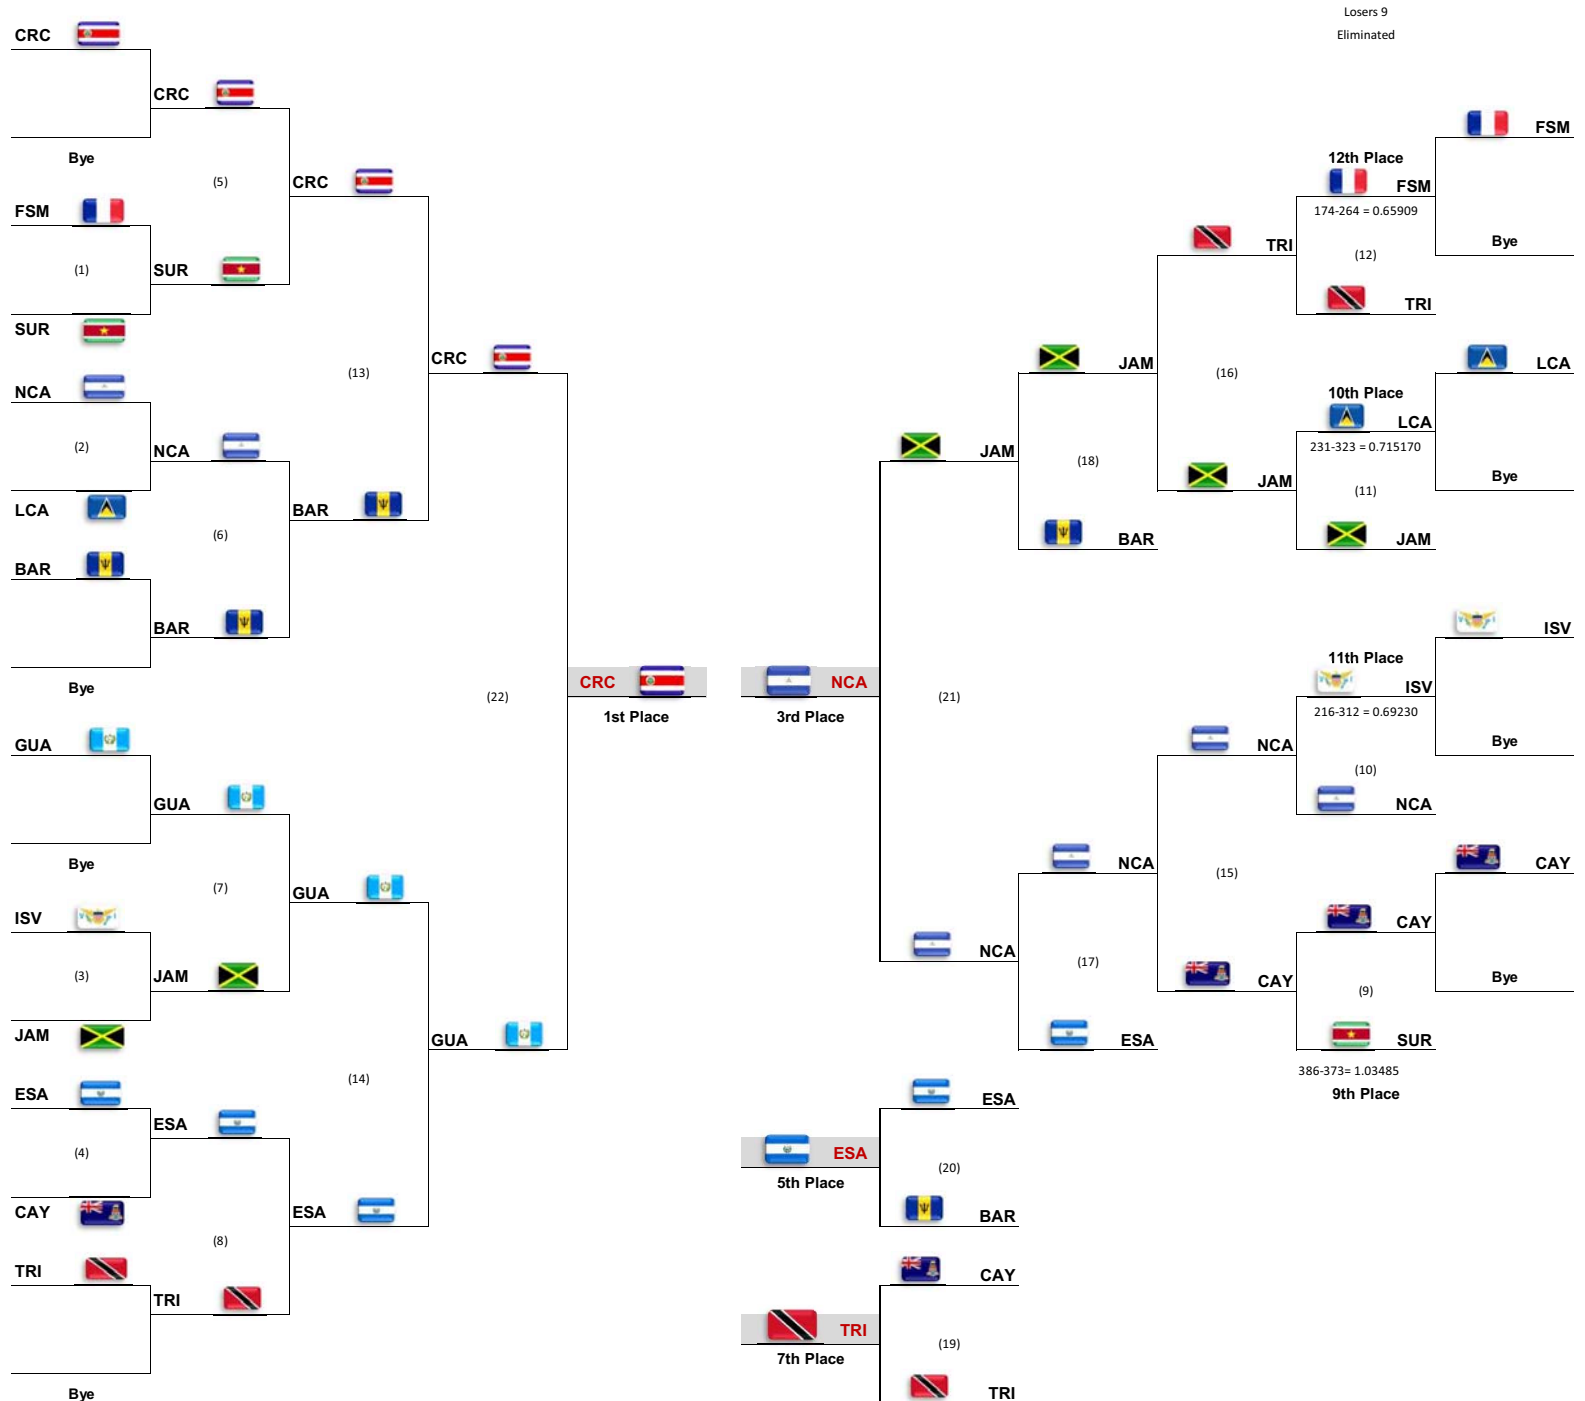 Losers 9
Eliminated
CRC
CRC
Bye
(5)
CRC
FSM
(1)
SUR
SUR
NCA
(13)
CRC
(2)
NCA
LCA
(6)
BAR
BAR
BAR
Bye
(22)
CRC
1st Place
GUA
GUA
Bye
(7)
GUA
ISV
(3)
JAM
JAM
GUA
ESA
(14)
ESA
(4)
CAY
ESA
(8)
TRI
TRI
Bye
FSM
12th Place
FSM
174-264 = 0.65909
Bye
TRI
(12)
TRI
JAM
(16)
LCA
10th Place
LCA
231-323 = 0.715170
JAM
(18)
JAM
(11)
Bye
BAR
JAM
ISV
11th Place
ISV
NCA
3rd Place
(21)
216-312 = 0.69230
NCA
Bye
(10)
NCA
NCA
(15)
CAY
CAY
NCA
(17)
CAY
(9)
Bye
ESA
SUR
386-373= 1.03485
9th Place
ESA
ESA
5th Place
(20)
BAR
CAY
TRI
7th Place
(19)
TRI